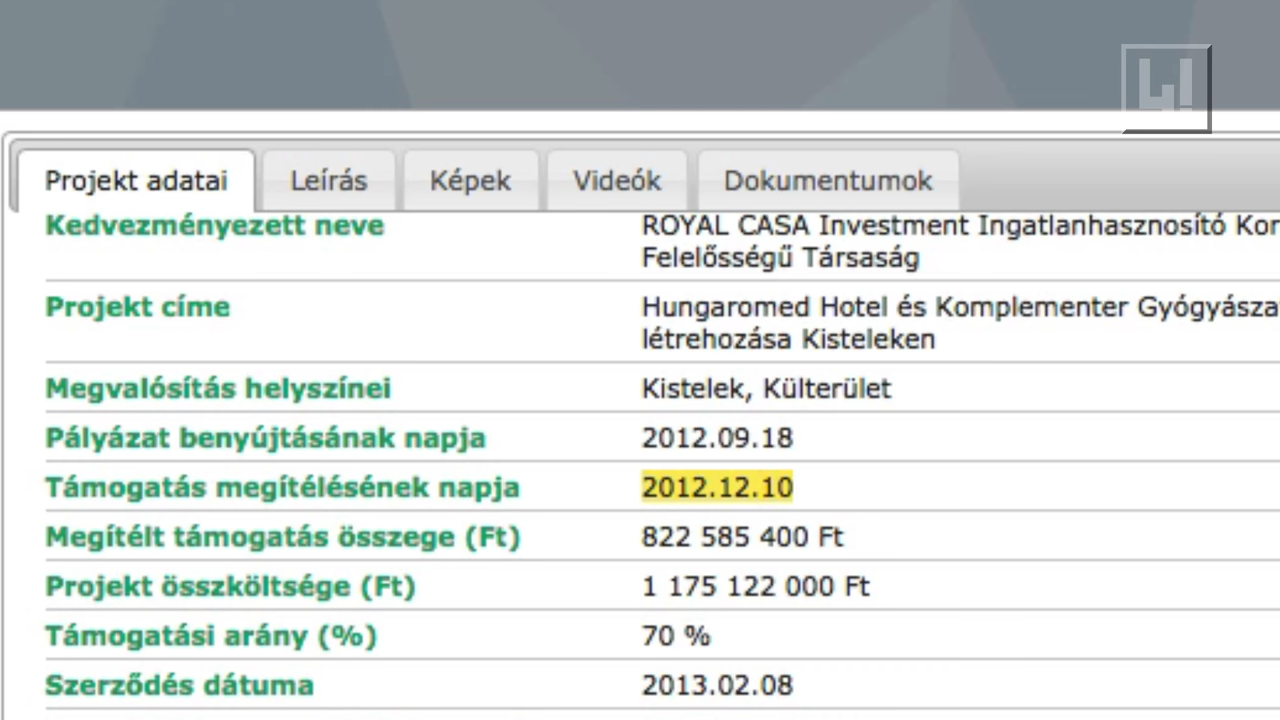 Projekt adatai Leírás Képek Videók Dokumentumok
Kedvezményezett neve ROYAL CASA Investment Ingatlanhasznosító
Felelősségű Társaság
Projekt címe Hungaromed Hotel és Komplementer
létrehozása Kisteleken
Megvalósítás helyszínei Kistelek, Külterület
Pályázat benyújtásának napja 2012.09.18
Támogatás megítélésének napja 2012.12.10
Megítélt támogatás összege (Ft) 822 585 400 Ft
Projekt összköltsége (Ft) 1 175 122 000 Ft
Támogatási arány (%) 70 %
Szerződés dátuma 2013.02.08